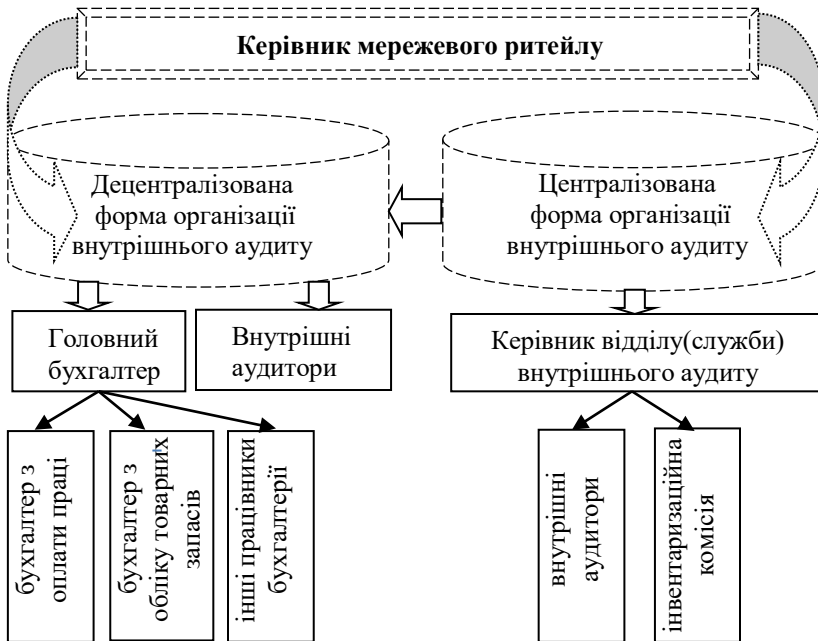 Керівник мережевого ритейлу
Децентралізована
форма організації
внутрішнього аудиту
Централізована
форма організації
внутрішнього аудиту
Головний
бухгалтер
Внутрішні
аудитори
Керівник відділу(служби)
внутрішнього аудиту
бухгалтер з
оплати праці
бухгалтер з
обліку товарних
запасів
інші працівники
бухгалтерії
внутрішні
аудитори
інвентаризаційна
комісія